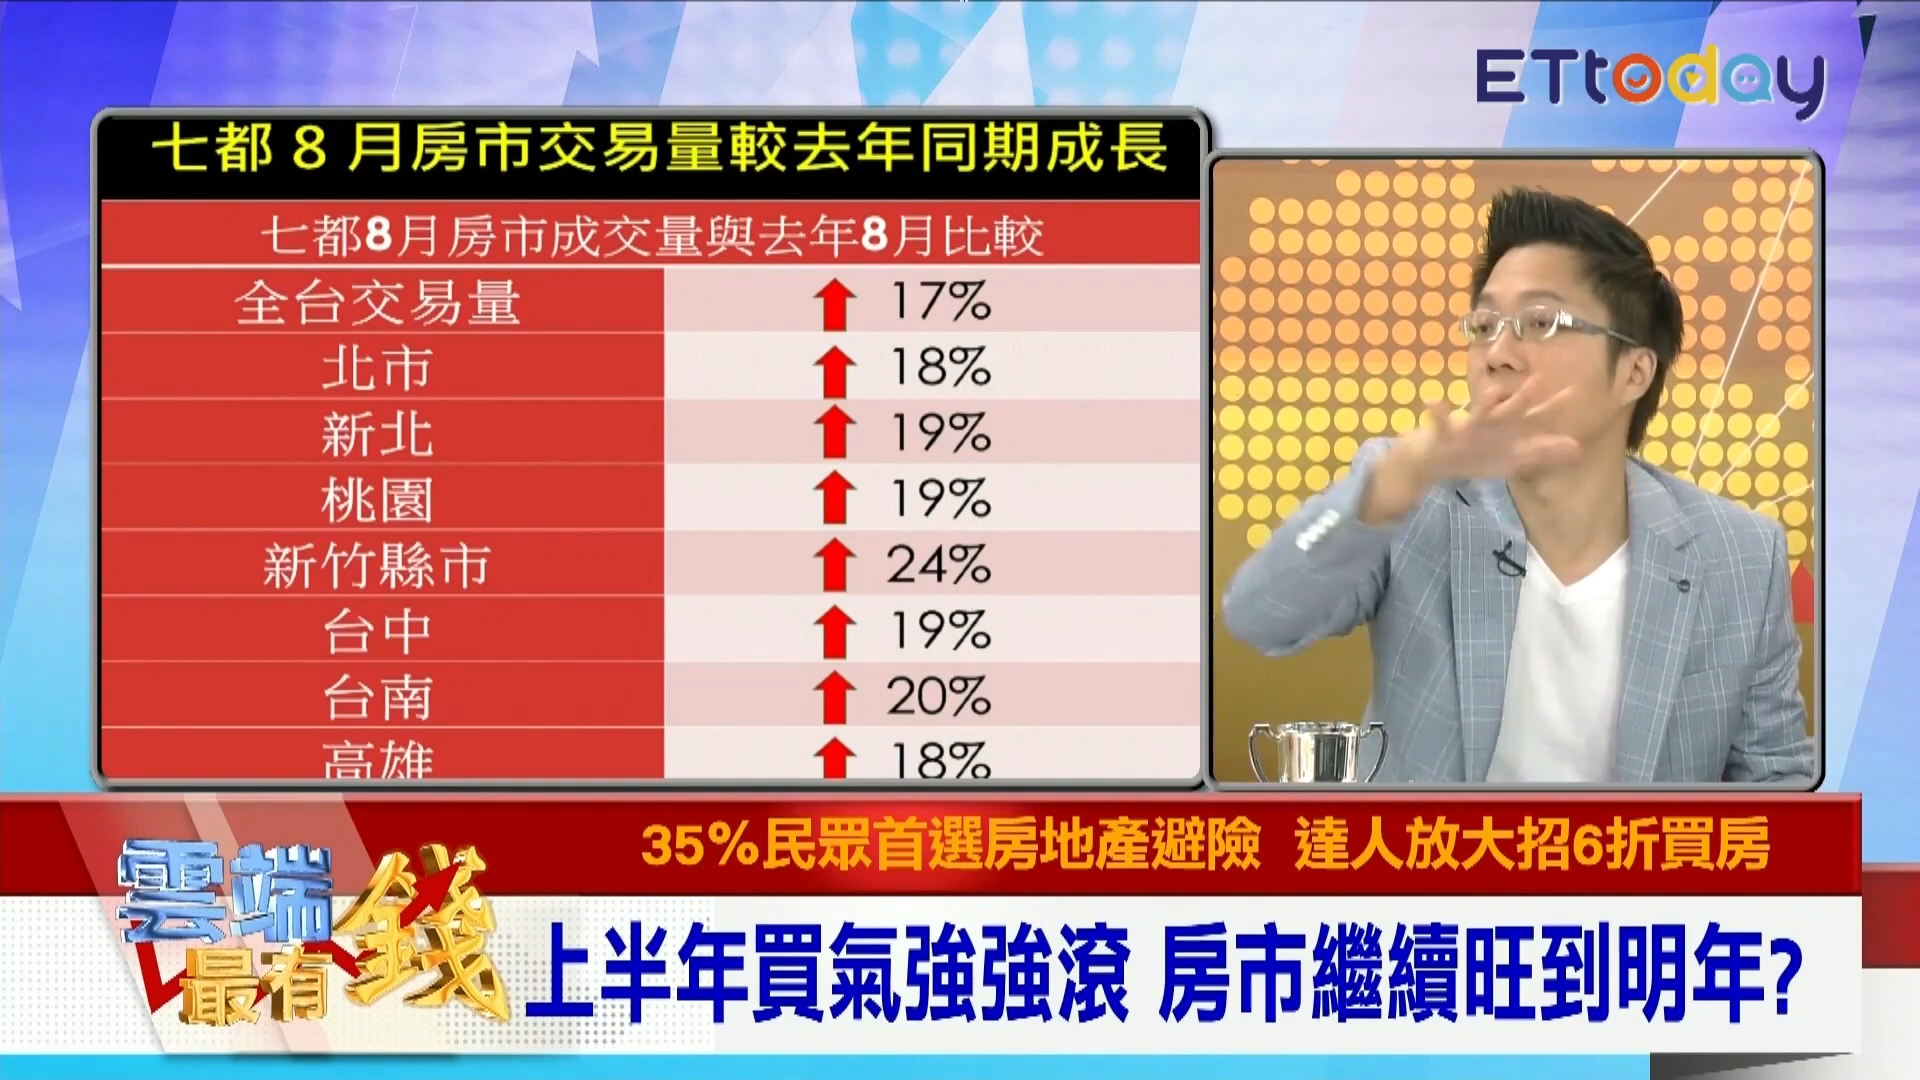 ETtoday
七都 8 月房市交易量較去年同期成長
七都8月房市成交量與去年8月比較
全台交易量 17%
北市 18%
新北 19%
桃園 19%
新竹縣市 24%
台中 19%
台南 20%
高雄 18%
35%民眾首選房地產避險 達人放大招6折買房
雲端最有錢
上半年買氣強強滾 房市繼續旺到明年?